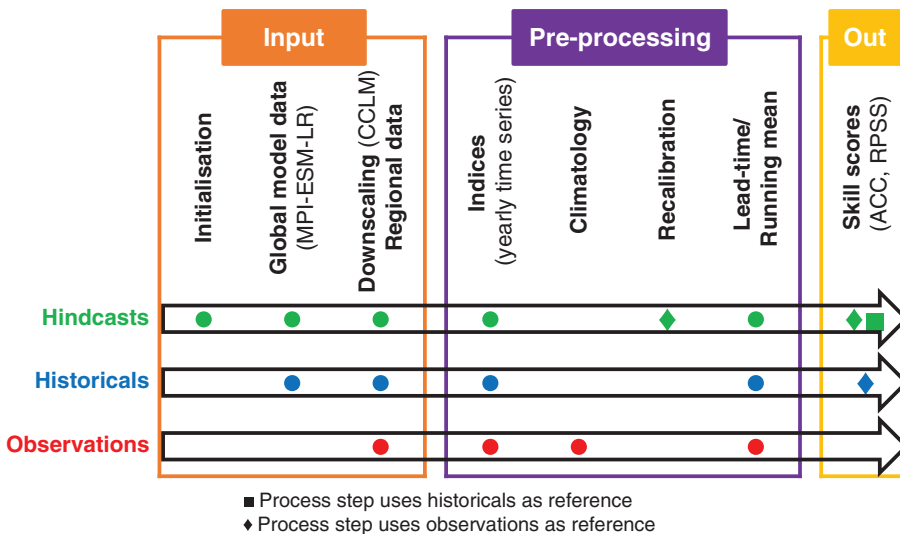 Input
Pre-processing
Out
Initialisation
Global model data
(MPI-ESM-LR)
Downscaling (CCLM)
Regional data
Indices
(yearly time series)
Climatology
Recalibration
Lead-time/
Running mean
Skill scores
(ACC, RPSS)
Hindcasts
Historicals
Observations
Process step uses historicals as reference
Process step uses observations as reference